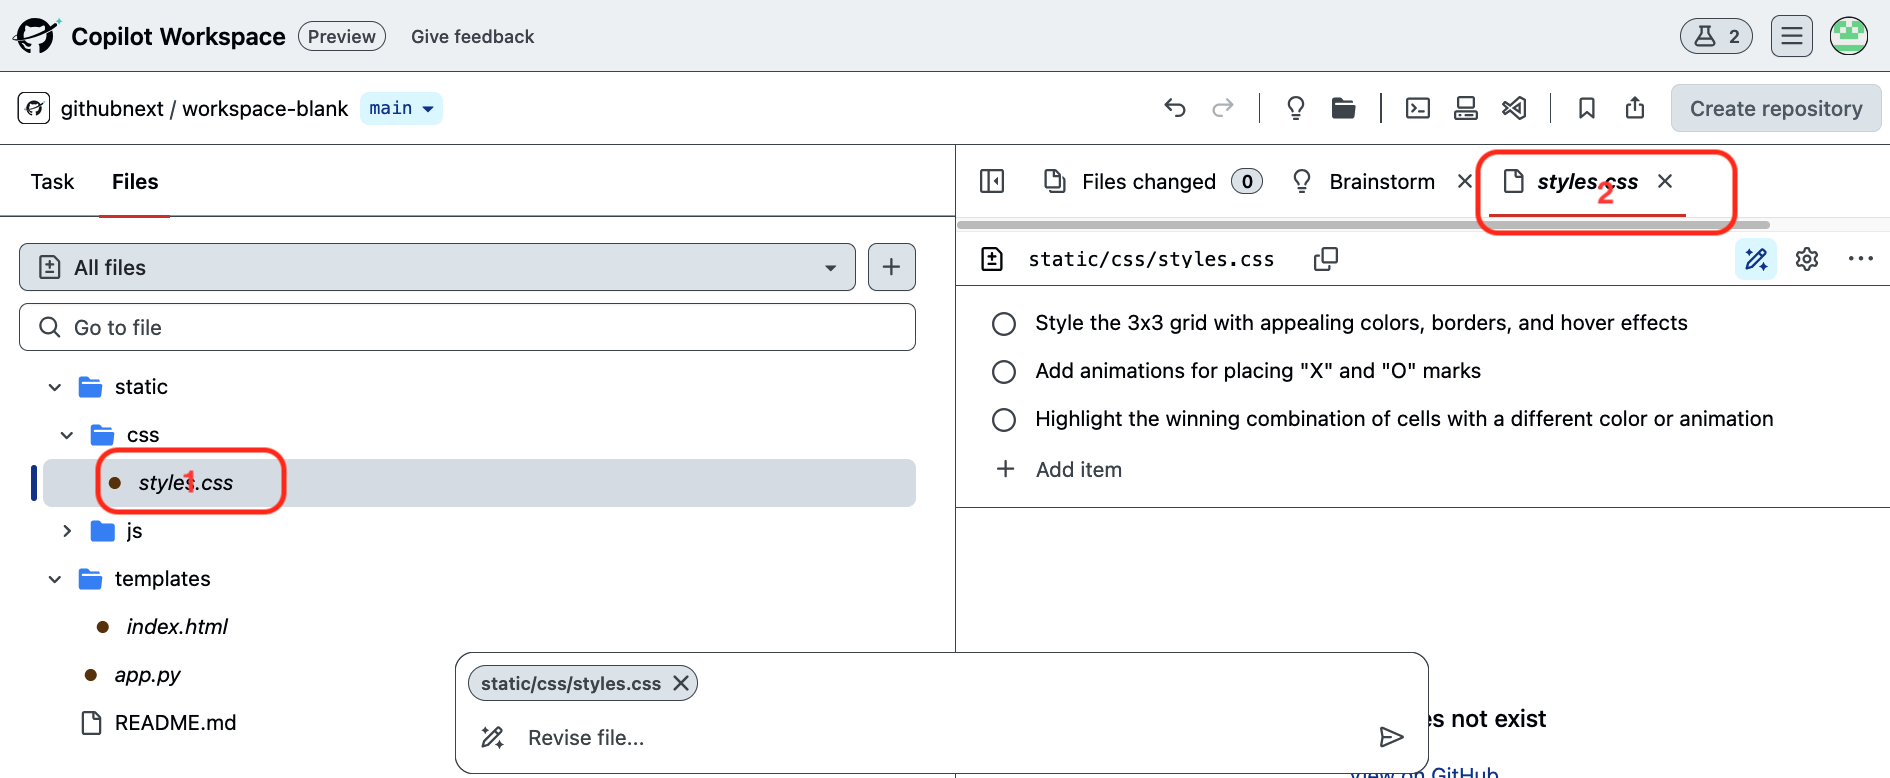 Copilot Workspace Preview Give feedback 2
githubnext / workspace-blank main Create repository
Task Files
Files changed 0 Brainstorm styles.css 2
All files
Go to file
static
css
styles.css 1
js
templates
index.html
app.py
README.md
static/css/styles.css
Style the 3x3 grid with appealing colors, borders, and hover effects
Add animations for placing "X" and "O" marks
Highlight the winning combination of cells with a different color or animation
Add item
not exist
on GitHub
static/css/styles.css
Revise file...